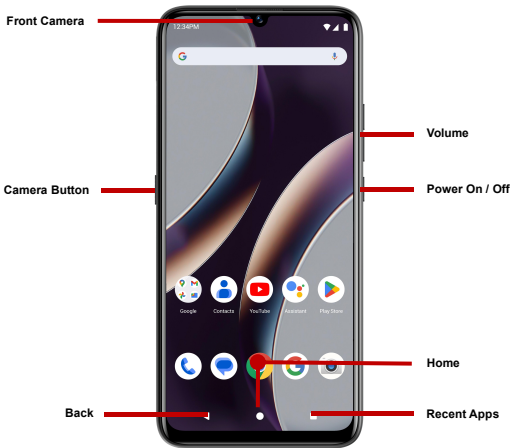 Front Camera
12:34PM
G
Volume
Camera Button
Power On / Off
Google
Contacts
YouTube
Assistant
Play Store
G
Home
Back
Recent Apps